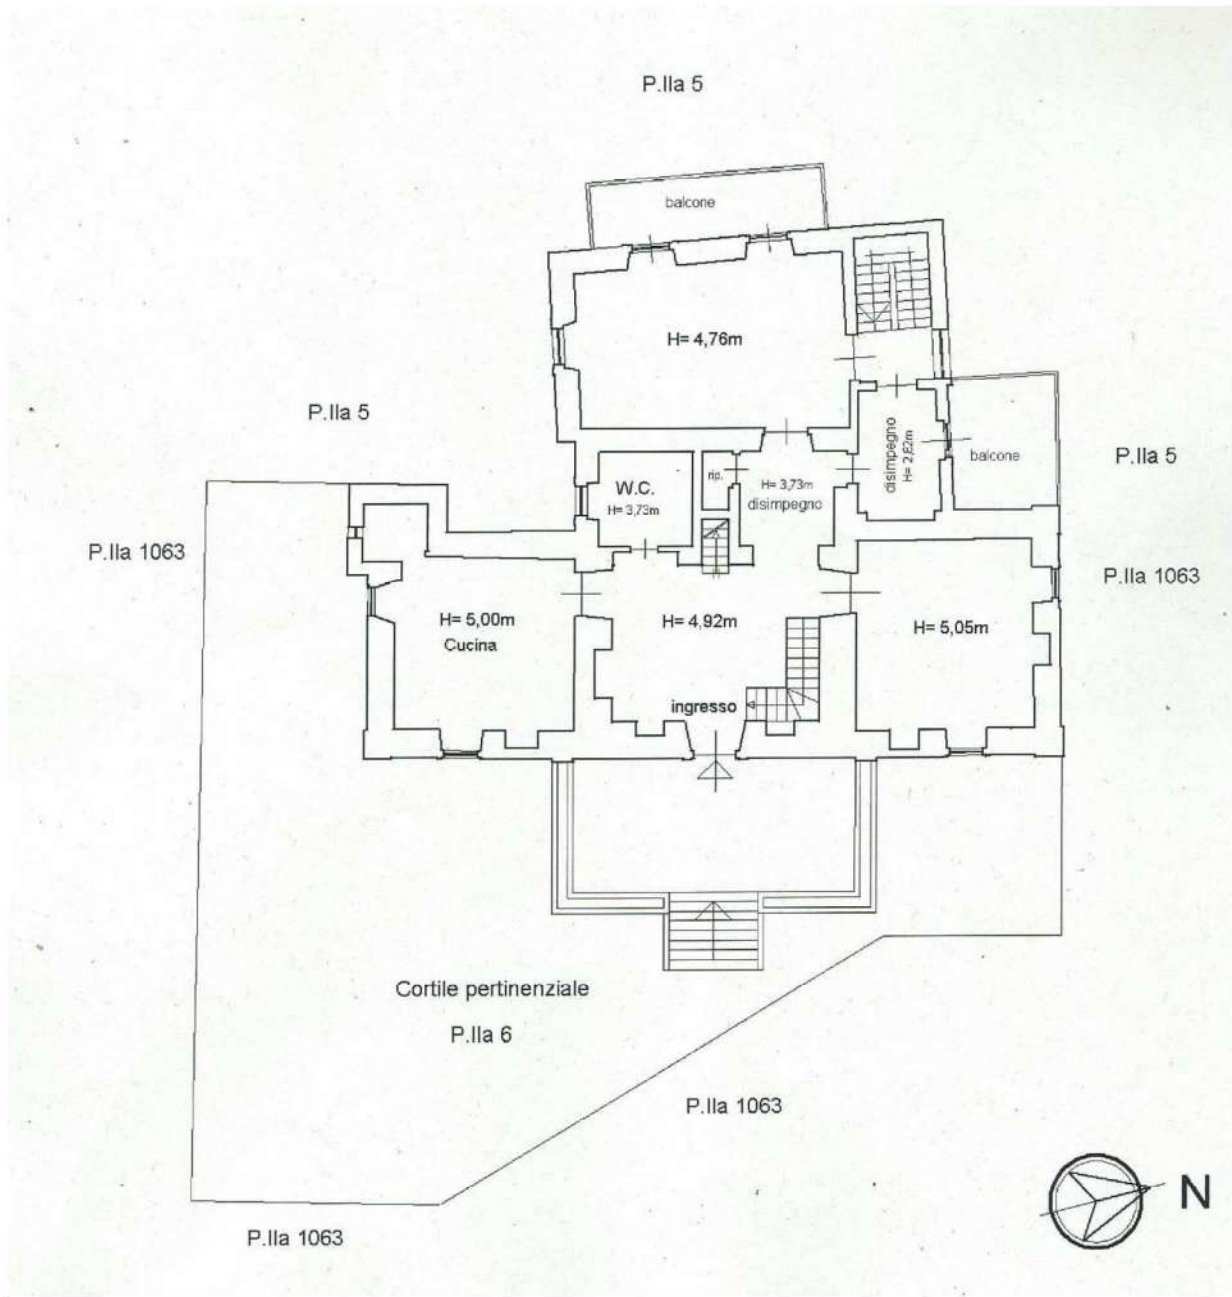 P.lla 5
balcone
H= 4,76m
P.lla 5
disimpegno
H= 2,82m
balcone
P.lla 5
rip.
H= 3,73m
disimpegno
W.C.
H= 3,73m
P.lla 1063
P.lla 1063
H= 5,00m
Cucina
H= 4,92m
H= 5,05m
ingresso
Cortile pertinenziale
P.lla 6
P.lla 1063
N
P.lla 1063